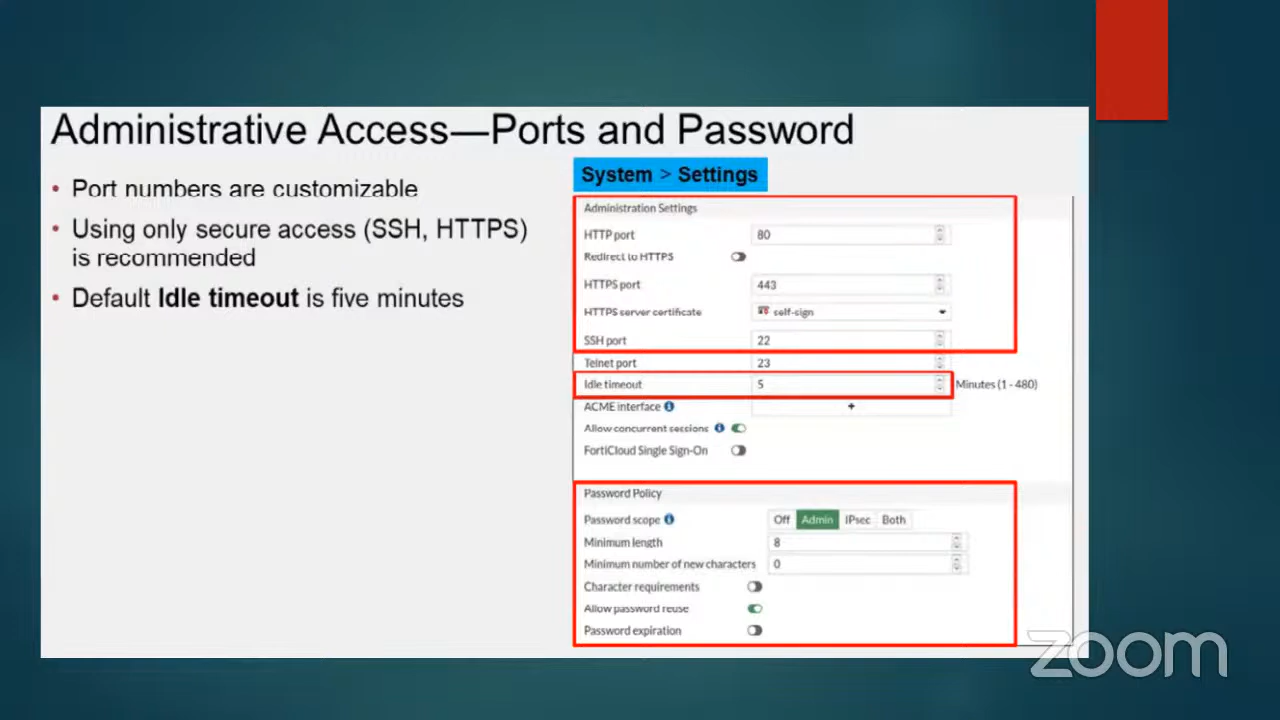 Administrative Access—Ports and Password
• Port numbers are customizable
• Using only secure access (SSH, HTTPS)
is recommended
• Default Idle timeout is five minutes
System > Settings
Administration Settings
HTTP port 80
Redirect to HTTPS
HTTPS port 443
HTTPS server certificate self-sign
SSH port 22
Telnet port 23
Idle timeout 5 Minutes (1 - 480)
ACME interface +
Allow concurrent sessions
FortiCloud Single Sign-On
Password Policy
Password scope Off Admin IPsec Both
Minimum length 8
Minimum number of new characters 0
Character requirements
Allow password reuse
Password expiration
zoom